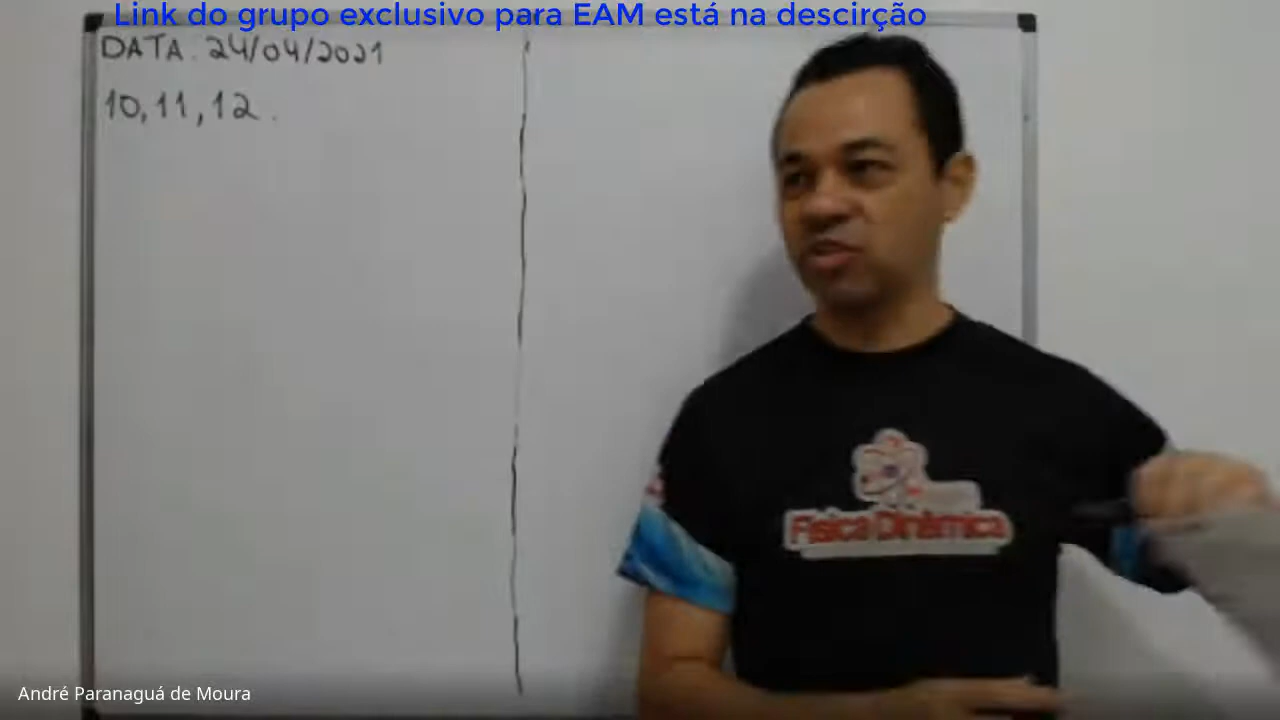 Link do grupo exclusivo para EAM está na descirção
DATA. 24/04/2021
10, 11, 12.
Física Dinâmica
André Paranaguá de Moura